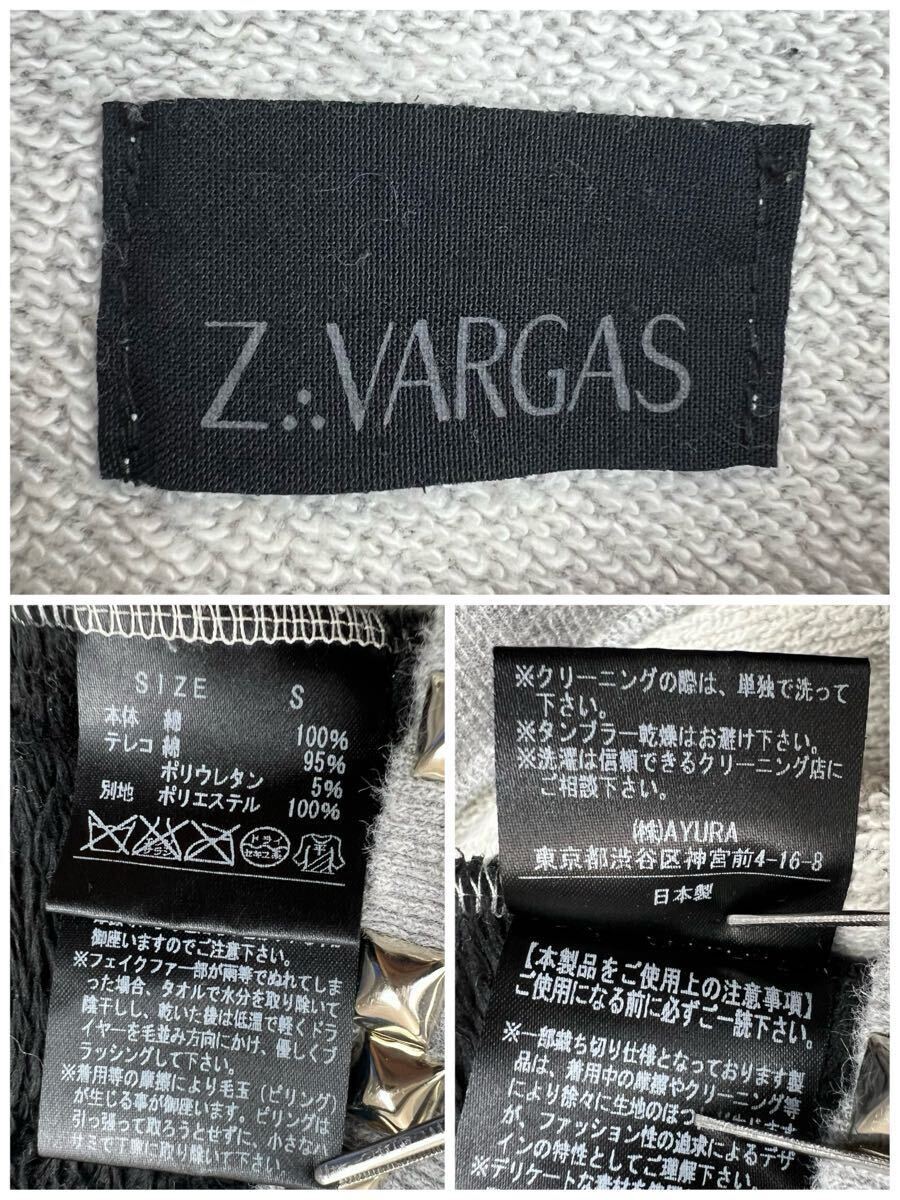 Z∴VARGAS
SIZE S
本体 綿 100%
テレコ 綿 95%
ポリウレタン 5%
別地 ポリエステル 100%
エンソ
ドライ
セキユ系
平
御座いますのでご注意下さい。
※フェイクファー部が雨等でぬれてしま
った場合、タオルで水分を取り除いて
陰干しし、乾いた後は低温で軽くドラ
イヤーを毛並み方向にかけ、優しくブ
ラッシングして下さい。
※着用等の摩擦により毛玉(ピリング)
が生じる事が御座います。ピリングは
引っ張って取ろうとせずに、小さなハ
サミで丁寧に取り除いて下さい。
※クリーニングの際は、単独で洗って
下さい。
※タンブラー乾燥はお避け下さい。
※洗濯は信頼できるクリーニング店に
ご相談下さい。
(株)AYURA
東京都渋谷区神宮前4-16-8
日本製
【本製品をご使用上の注意事項】
ご使用になる前に必ずご一読下さい。
※一部裁ち切り仕様となっております製
品は、着用中の摩擦やクリーニング等
により徐々に生地のほつ
が、ファッション性の追求によるデザ
インの特性としてご理解下さい。
※デリケートな素材を使